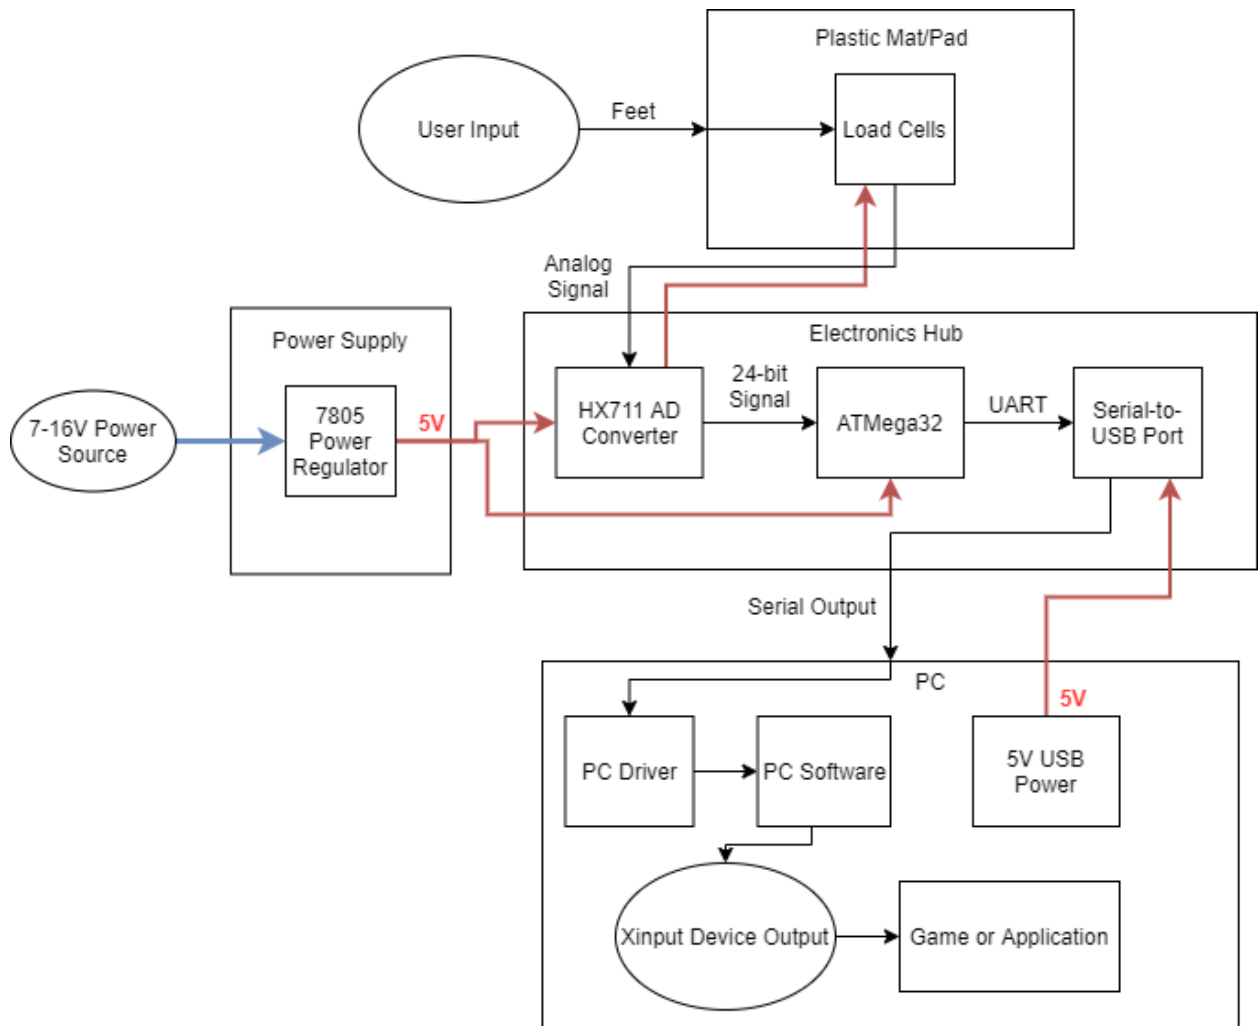 Plastic Mat/Pad
User Input
Feet
Load Cells
Analog
Signal
Power Supply
Electronics Hub
7-16V Power
Source
7805
Power
Regulator
5V
HX711 AD
Converter
24-bit
Signal
ATMega32
UART
Serial-to-
USB Port
Serial Output
PC
5V
PC Driver
PC Software
5V USB
Power
Xinput Device Output
Game or Application